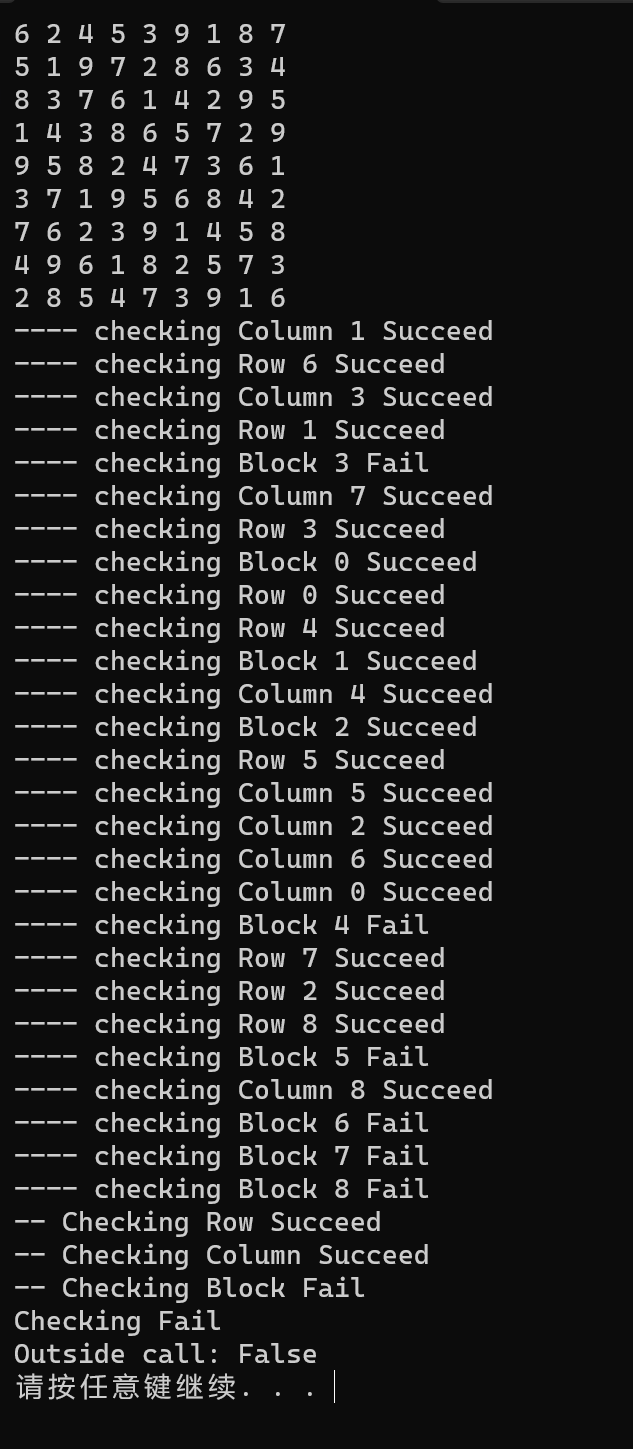 6 2 4 5 3 9 1 8 7
5 1 9 7 2 8 6 3 4
8 3 7 6 1 4 2 9 5
1 4 3 8 6 5 7 2 9
9 5 8 2 4 7 3 6 1
3 7 1 9 5 6 8 4 2
7 6 2 3 9 1 4 5 8
4 9 6 1 8 2 5 7 3
2 8 5 4 7 3 9 1 6
---- checking Column 1 Succeed
---- checking Row 6 Succeed
---- checking Column 3 Succeed
---- checking Row 1 Succeed
---- checking Block 3 Fail
---- checking Column 7 Succeed
---- checking Row 3 Succeed
---- checking Block 0 Succeed
---- checking Row 0 Succeed
---- checking Row 4 Succeed
---- checking Block 1 Succeed
---- checking Column 4 Succeed
---- checking Block 2 Succeed
---- checking Row 5 Succeed
---- checking Column 5 Succeed
---- checking Column 2 Succeed
---- checking Column 6 Succeed
---- checking Column 0 Succeed
---- checking Block 4 Fail
---- checking Row 7 Succeed
---- checking Row 2 Succeed
---- checking Row 8 Succeed
---- checking Block 5 Fail
---- checking Column 8 Succeed
---- checking Block 6 Fail
---- checking Block 7 Fail
---- checking Block 8 Fail
-- Checking Row Succeed
-- Checking Column Succeed
-- Checking Block Fail
Checking Fail
Outside call: False
请按任意键继续. . .